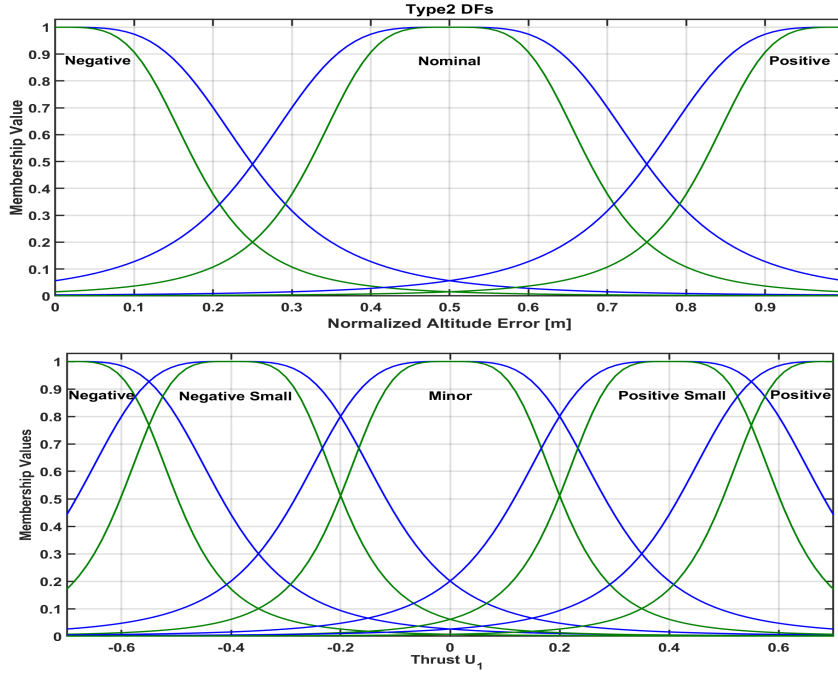 Type2 DFs
1
0.9
0.8
0.7
0.6
0.5
0.4
0.3
0.2
0.1
0
Membership Value
Negative Nominal Positive
0 0.1 0.2 0.3 0.4 0.5 0.6 0.7 0.8 0.9
Normalized Altitude Error [m]
1
0.9
0.8
0.7
0.6
0.5
0.4
0.3
0.2
0.1
0
Membership Values
Negative Negative Small Minor Positive Small Positive
-0.6 -0.4 -0.2 0 0.2 0.4 0.6
Thrust U1